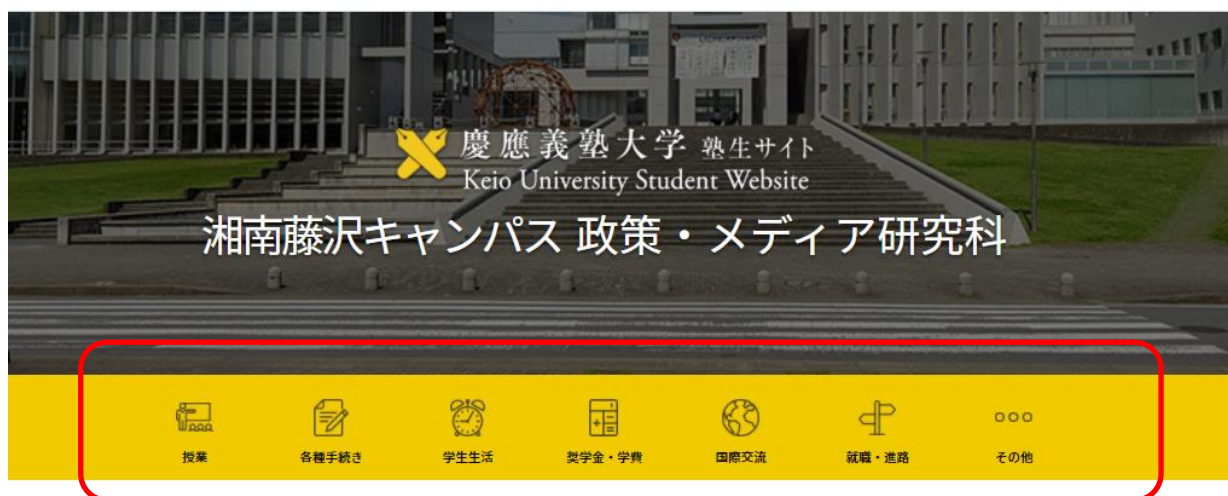 慶應義塾大学 塾生サイト
Keio University Student Website
湘南藤沢キャンパス 政策・メディア研究科
授業
各種手続き
学生生活
奨学金・学費
国際交流
就職・進路
その他